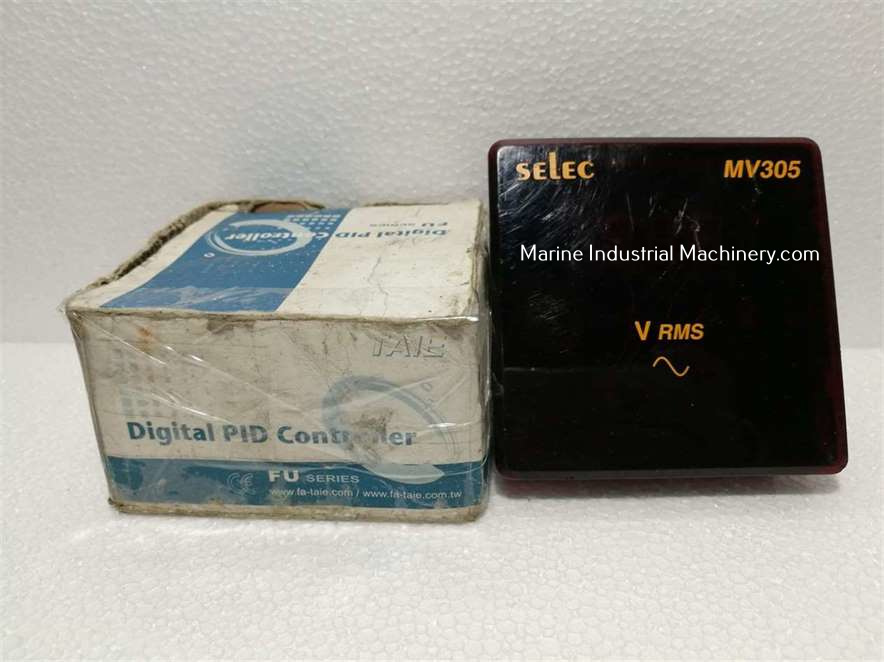 Digital PID Controller
FU SERIES
TAIE
Digital PID Controller
FU SERIES
www.fa-taie.com / www.fa-taie.com.tw
selec
MV305
Marine Industrial Machinery.com
V RMS